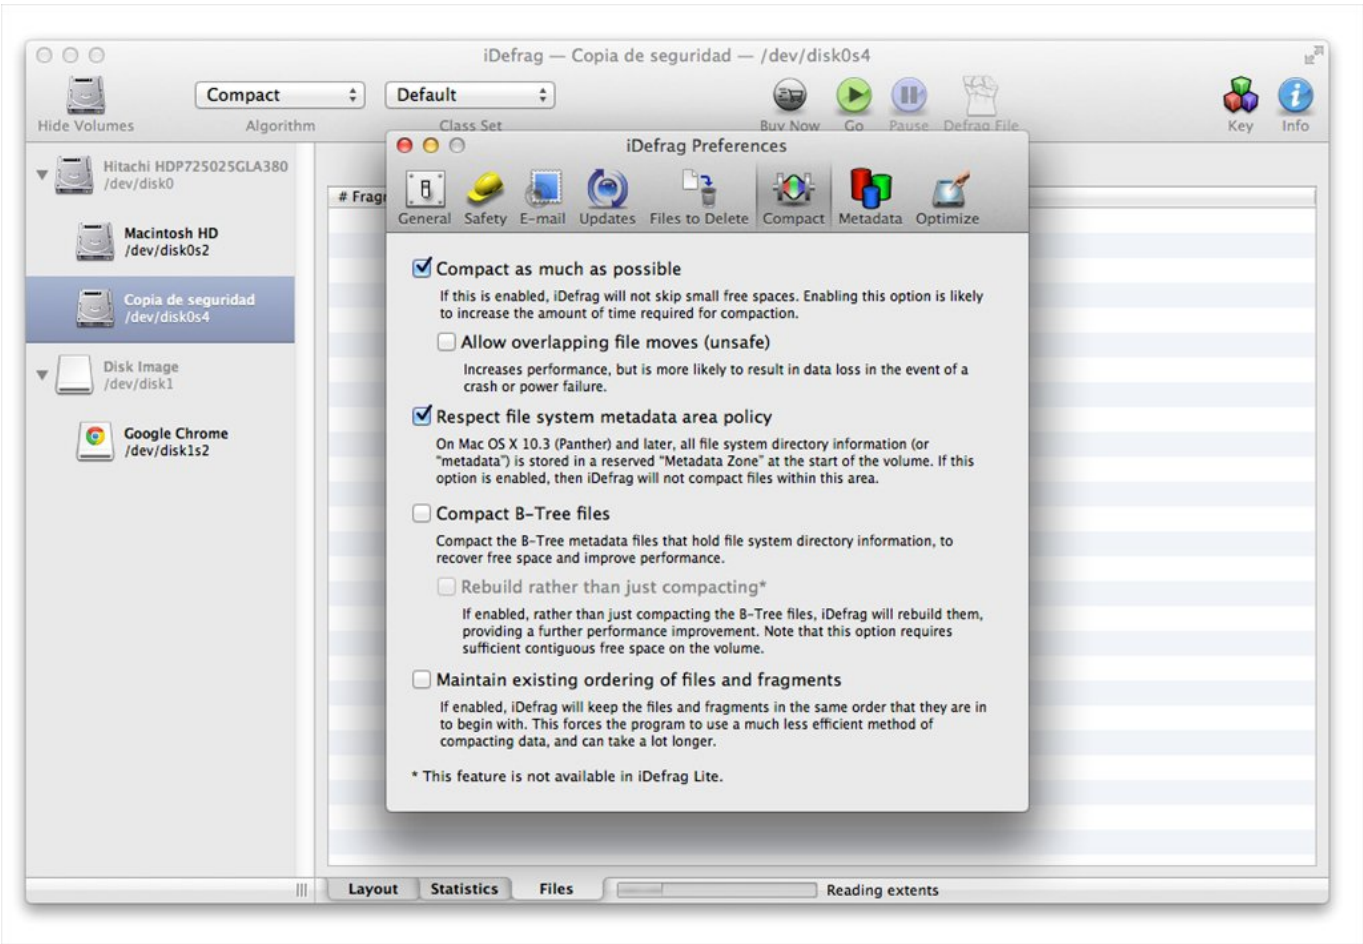 iDefrag — Copia de seguridad — /dev/disk0s4
Compact
Default
Hide Volumes
Algorithm
Class Set
Buy Now
Go
Pause
Defrag File
Key
Info
Hitachi HDP725025GLA380
/dev/disk0
Macintosh HD
/dev/disk0s2
Copia de seguridad
/dev/disk0s4
Disk Image
/dev/disk1
Google Chrome
/dev/disk1s2
# Frag
iDefrag Preferences
General
Safety
E-mail
Updates
Files to Delete
Compact
Metadata
Optimize
Compact as much as possible
If this is enabled, iDefrag will not skip small free spaces. Enabling this option is likely
to increase the amount of time required for compaction.
Allow overlapping file moves (unsafe)
Increases performance, but is more likely to result in data loss in the event of a
crash or power failure.
Respect file system metadata area policy
On Mac OS X 10.3 (Panther) and later, all file system directory information (or
“metadata”) is stored in a reserved “Metadata Zone” at the start of the volume. If this
option is enabled, then iDefrag will not compact files within this area.
Compact B-Tree files
Compact the B-Tree metadata files that hold file system directory information, to
recover free space and improve performance.
Rebuild rather than just compacting*
If enabled, rather than just compacting the B-Tree files, iDefrag will rebuild them,
providing a further performance improvement. Note that this option requires
sufficient contiguous free space on the volume.
Maintain existing ordering of files and fragments
If enabled, iDefrag will keep the files and fragments in the same order that they are in
to begin with. This forces the program to use a much less efficient method of
compacting data, and can take a lot longer.
* This feature is not available in iDefrag Lite.
Layout
Statistics
Files
Reading extents